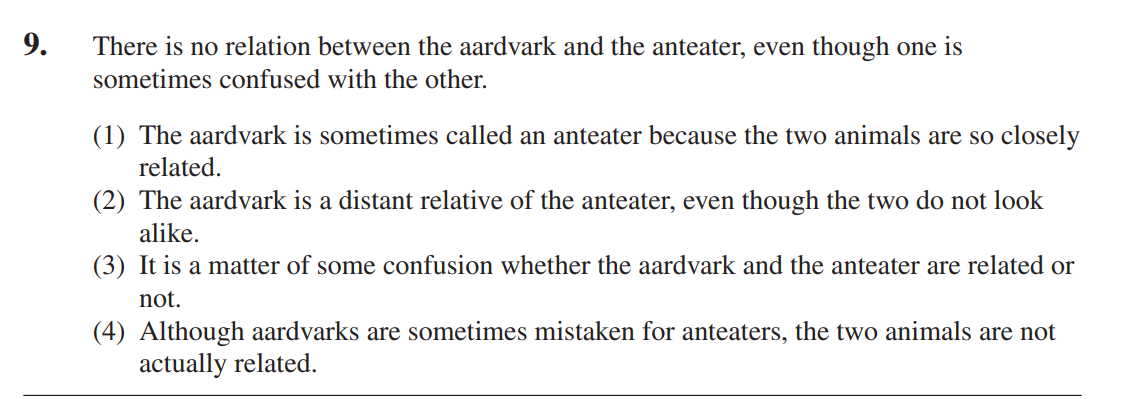 9. There is no relation between the aardvark and the anteater, even though one is
sometimes confused with the other.
(1) The aardvark is sometimes called an anteater because the two animals are so closely
related.
(2) The aardvark is a distant relative of the anteater, even though the two do not look
alike.
(3) It is a matter of some confusion whether the aardvark and the anteater are related or
not.
(4) Although aardvarks are sometimes mistaken for anteaters, the two animals are not
actually related.